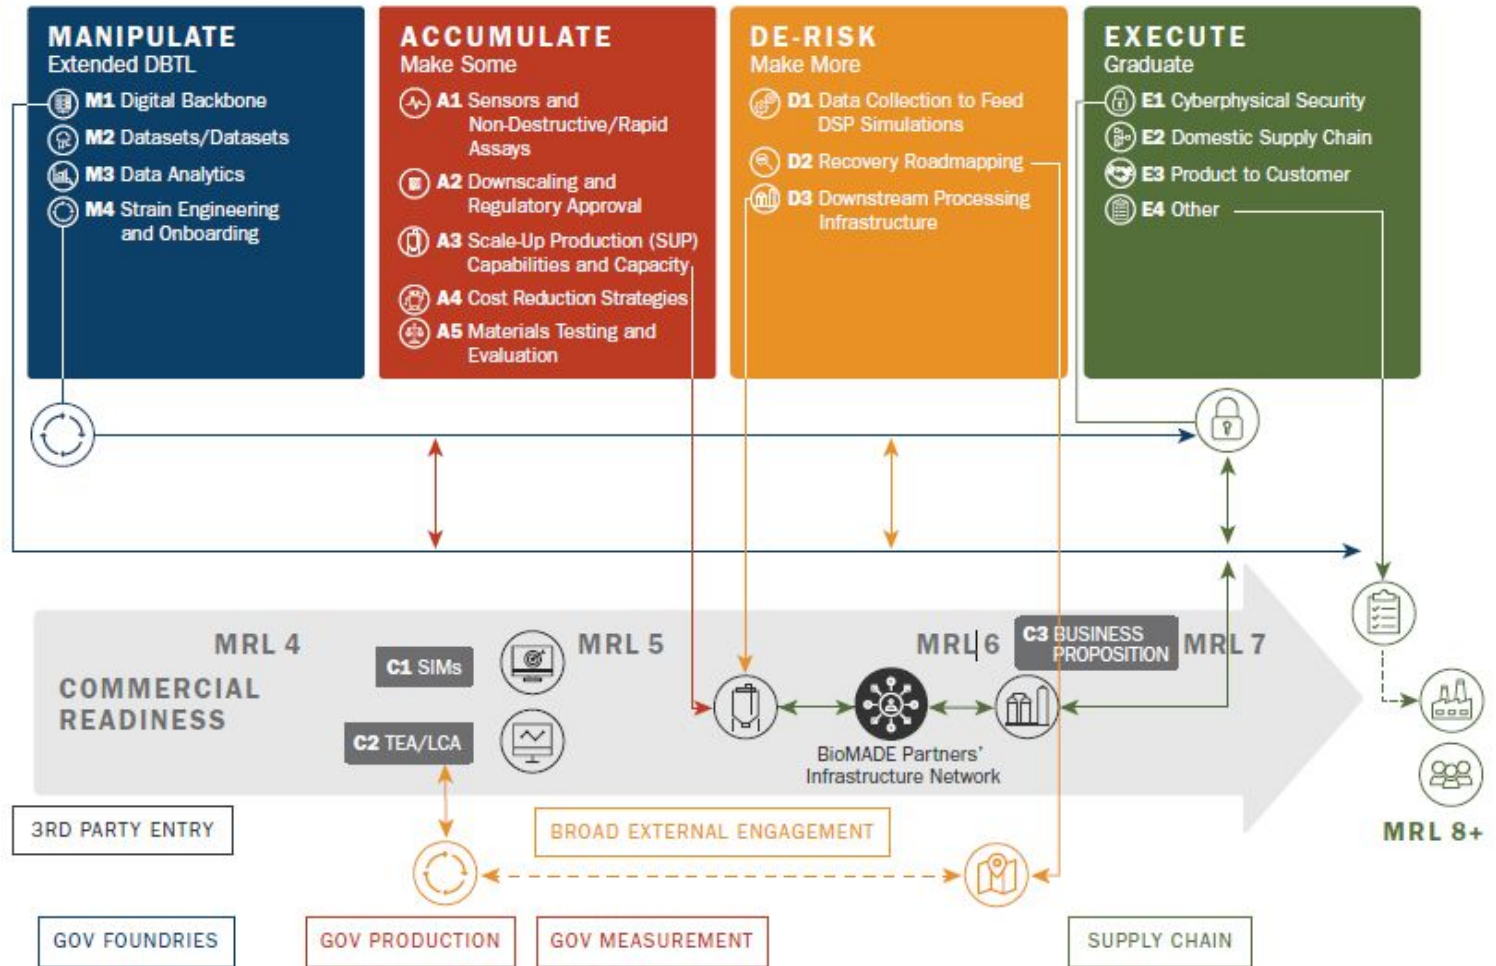 MANIPULATE
Extended DBTL
M1 Digital Backbone
M2 Datasets/Datasets
M3 Data Analytics
M4 Strain Engineering
and Onboarding
ACCUMULATE
Make Some
A1 Sensors and
Non-Destructive/Rapid
Assays
A2 Downscaling and
Regulatory Approval
A3 Scale-Up Production (SUP)
Capabilities and Capacity
A4 Cost Reduction Strategies
A5 Materials Testing and
Evaluation
DE-RISK
Make More
D1 Data Collection to Feed
DSP Simulations
D2 Recovery Roadmapping
D3 Downstream Processing
Infrastructure
EXECUTE
Graduate
E1 Cyberphysical Security
E2 Domestic Supply Chain
E3 Product to Customer
E4 Other
MRL 4
MRL 5
MRL 6
MRL 7
COMMERCIAL
READINESS
C1 SIMs
C2 TEA/LCA
C3 BUSINESS
PROPOSITION
BioMADE Partners'
Infrastructure Network
MRL 8+
3RD PARTY ENTRY
BROAD EXTERNAL ENGAGEMENT
GOV FOUNDRIES
GOV PRODUCTION
GOV MEASUREMENT
SUPPLY CHAIN